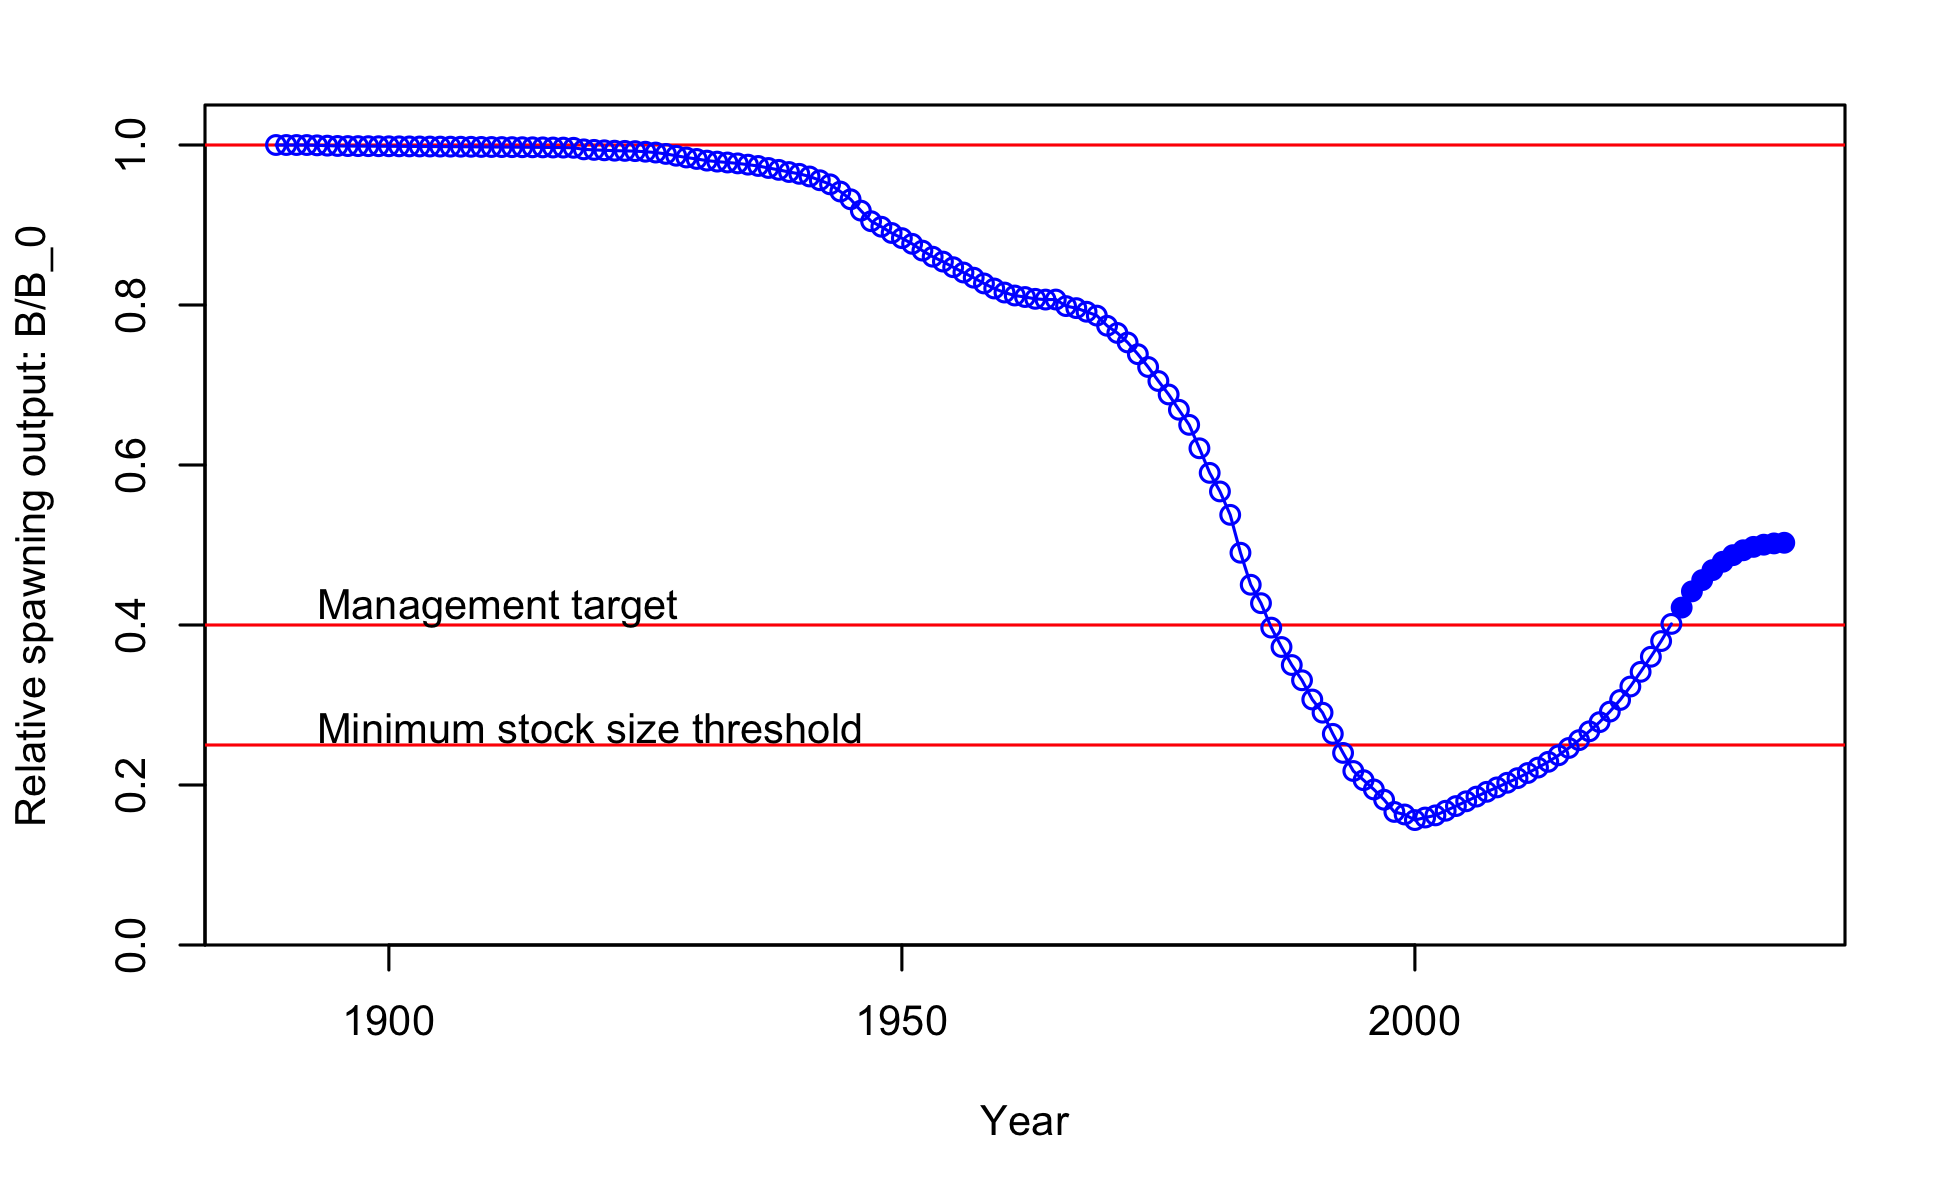 Relative spawning output: B/B_0
1.0
0.8
0.6
0.4
0.2
0.0
Management target
Minimum stock size threshold
1900 1950 2000
Year